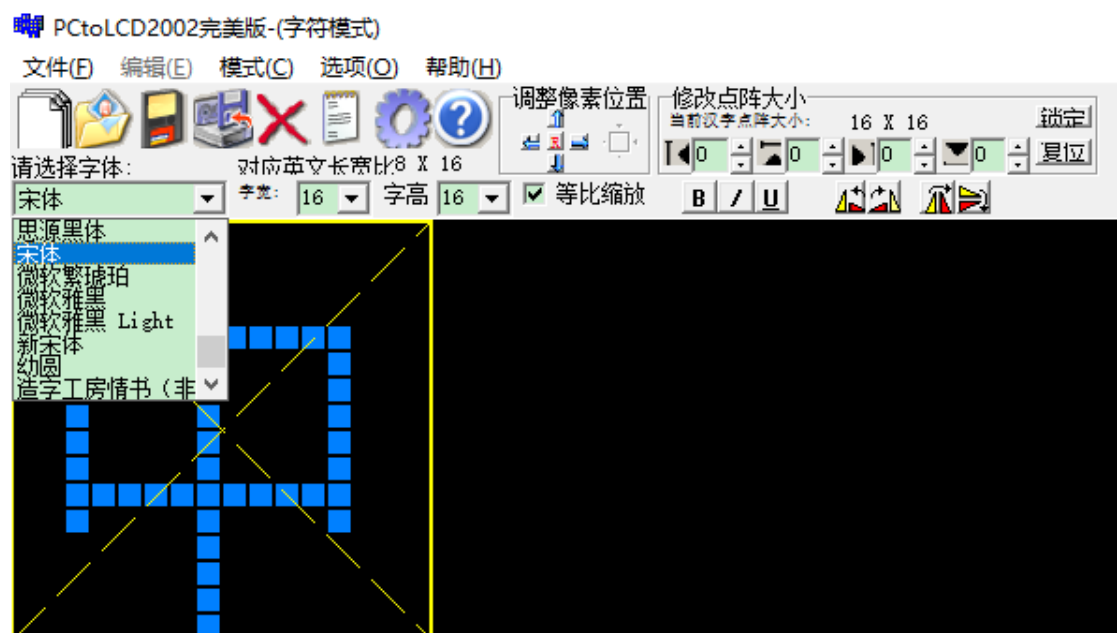 PCtoLCD2002完美版-(字符模式)
文件(F) 编辑(E) 模式(C) 选项(O) 帮助(H)
调整像素位置
修改点阵大小
当前汉字点阵大小: 16 X 16
锁定
0 0 0 0 复位
请选择字体:
对应英文长宽比8 X 16
宋体
字宽: 16 字高 16 等比缩放
B I U
思源黑体
宋体
微软繁琥珀
微软雅黑
微软雅黑 Light
新宋体
幼圆
造字工房情书（非